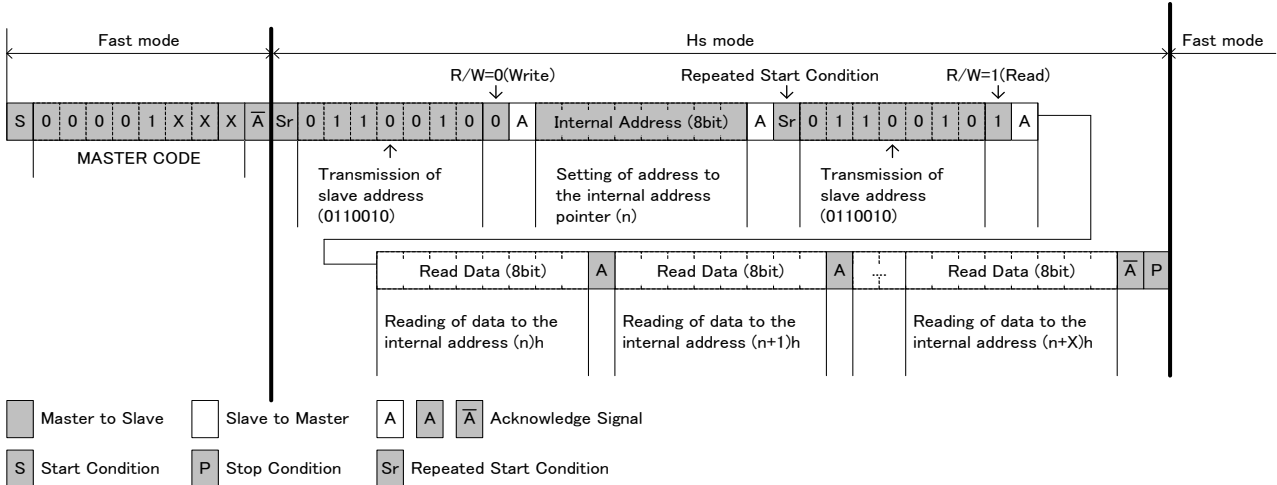 Fast mode Hs mode Fast mode
R/W=0(Write) Repeated Start Condition R/W=1(Read)
S 0 0 0 0 1 X X X A̅ Sr 0 1 1 0 0 1 0 0 A Internal Address (8bit) A Sr 0 1 1 0 0 1 0 1 A
MASTER CODE
Transmission of
slave address
(0110010)
Setting of address to
the internal address
pointer (n)
Transmission of
slave address
(0110010)
Read Data (8bit) A Read Data (8bit) A .... Read Data (8bit) A̅ P
Reading of data to the
internal address (n)h
Reading of data to the
internal address (n+1)h
Reading of data to the
internal address (n+X)h
Master to Slave Slave to Master A A A̅ Acknowledge Signal
S Start Condition P Stop Condition Sr Repeated Start Condition